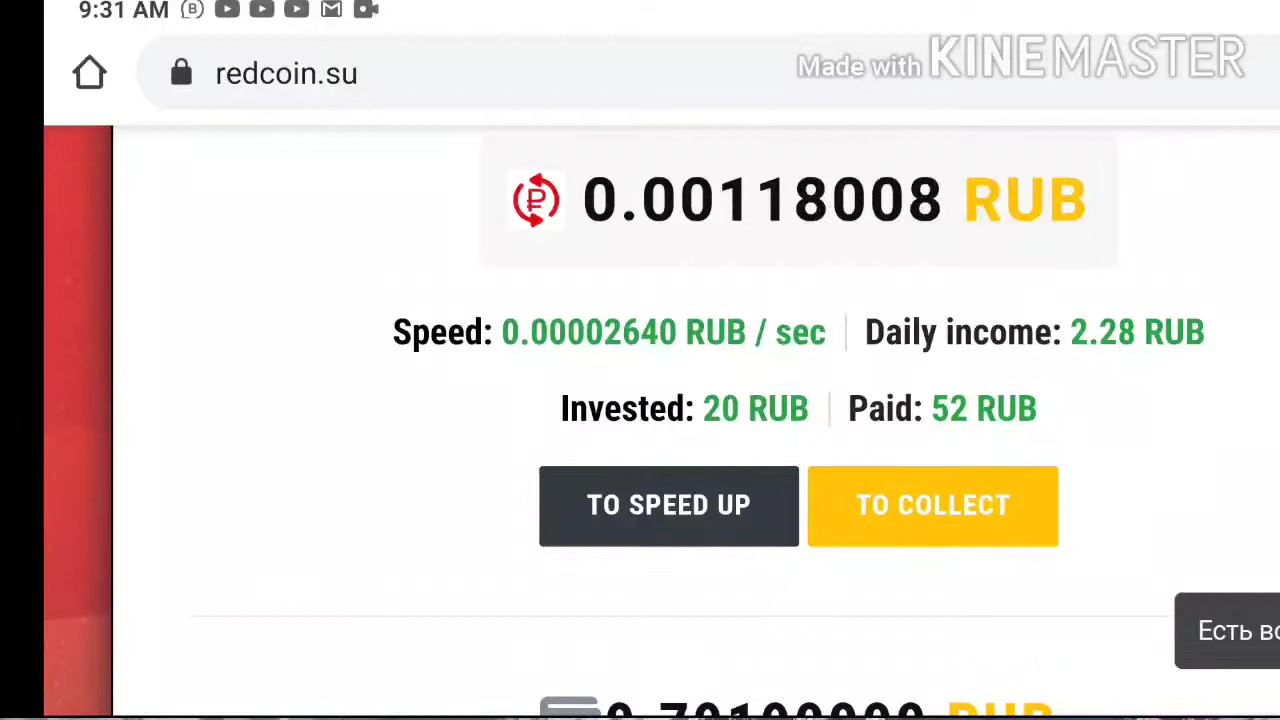 9:31 AM
redcoin.su
Made with KINEMASTER
0.00118008 RUB
Speed: 0.00002640 RUB / sec
Daily income: 2.28 RUB
Invested: 20 RUB
Paid: 52 RUB
TO SPEED UP
TO COLLECT
Есть
RUB